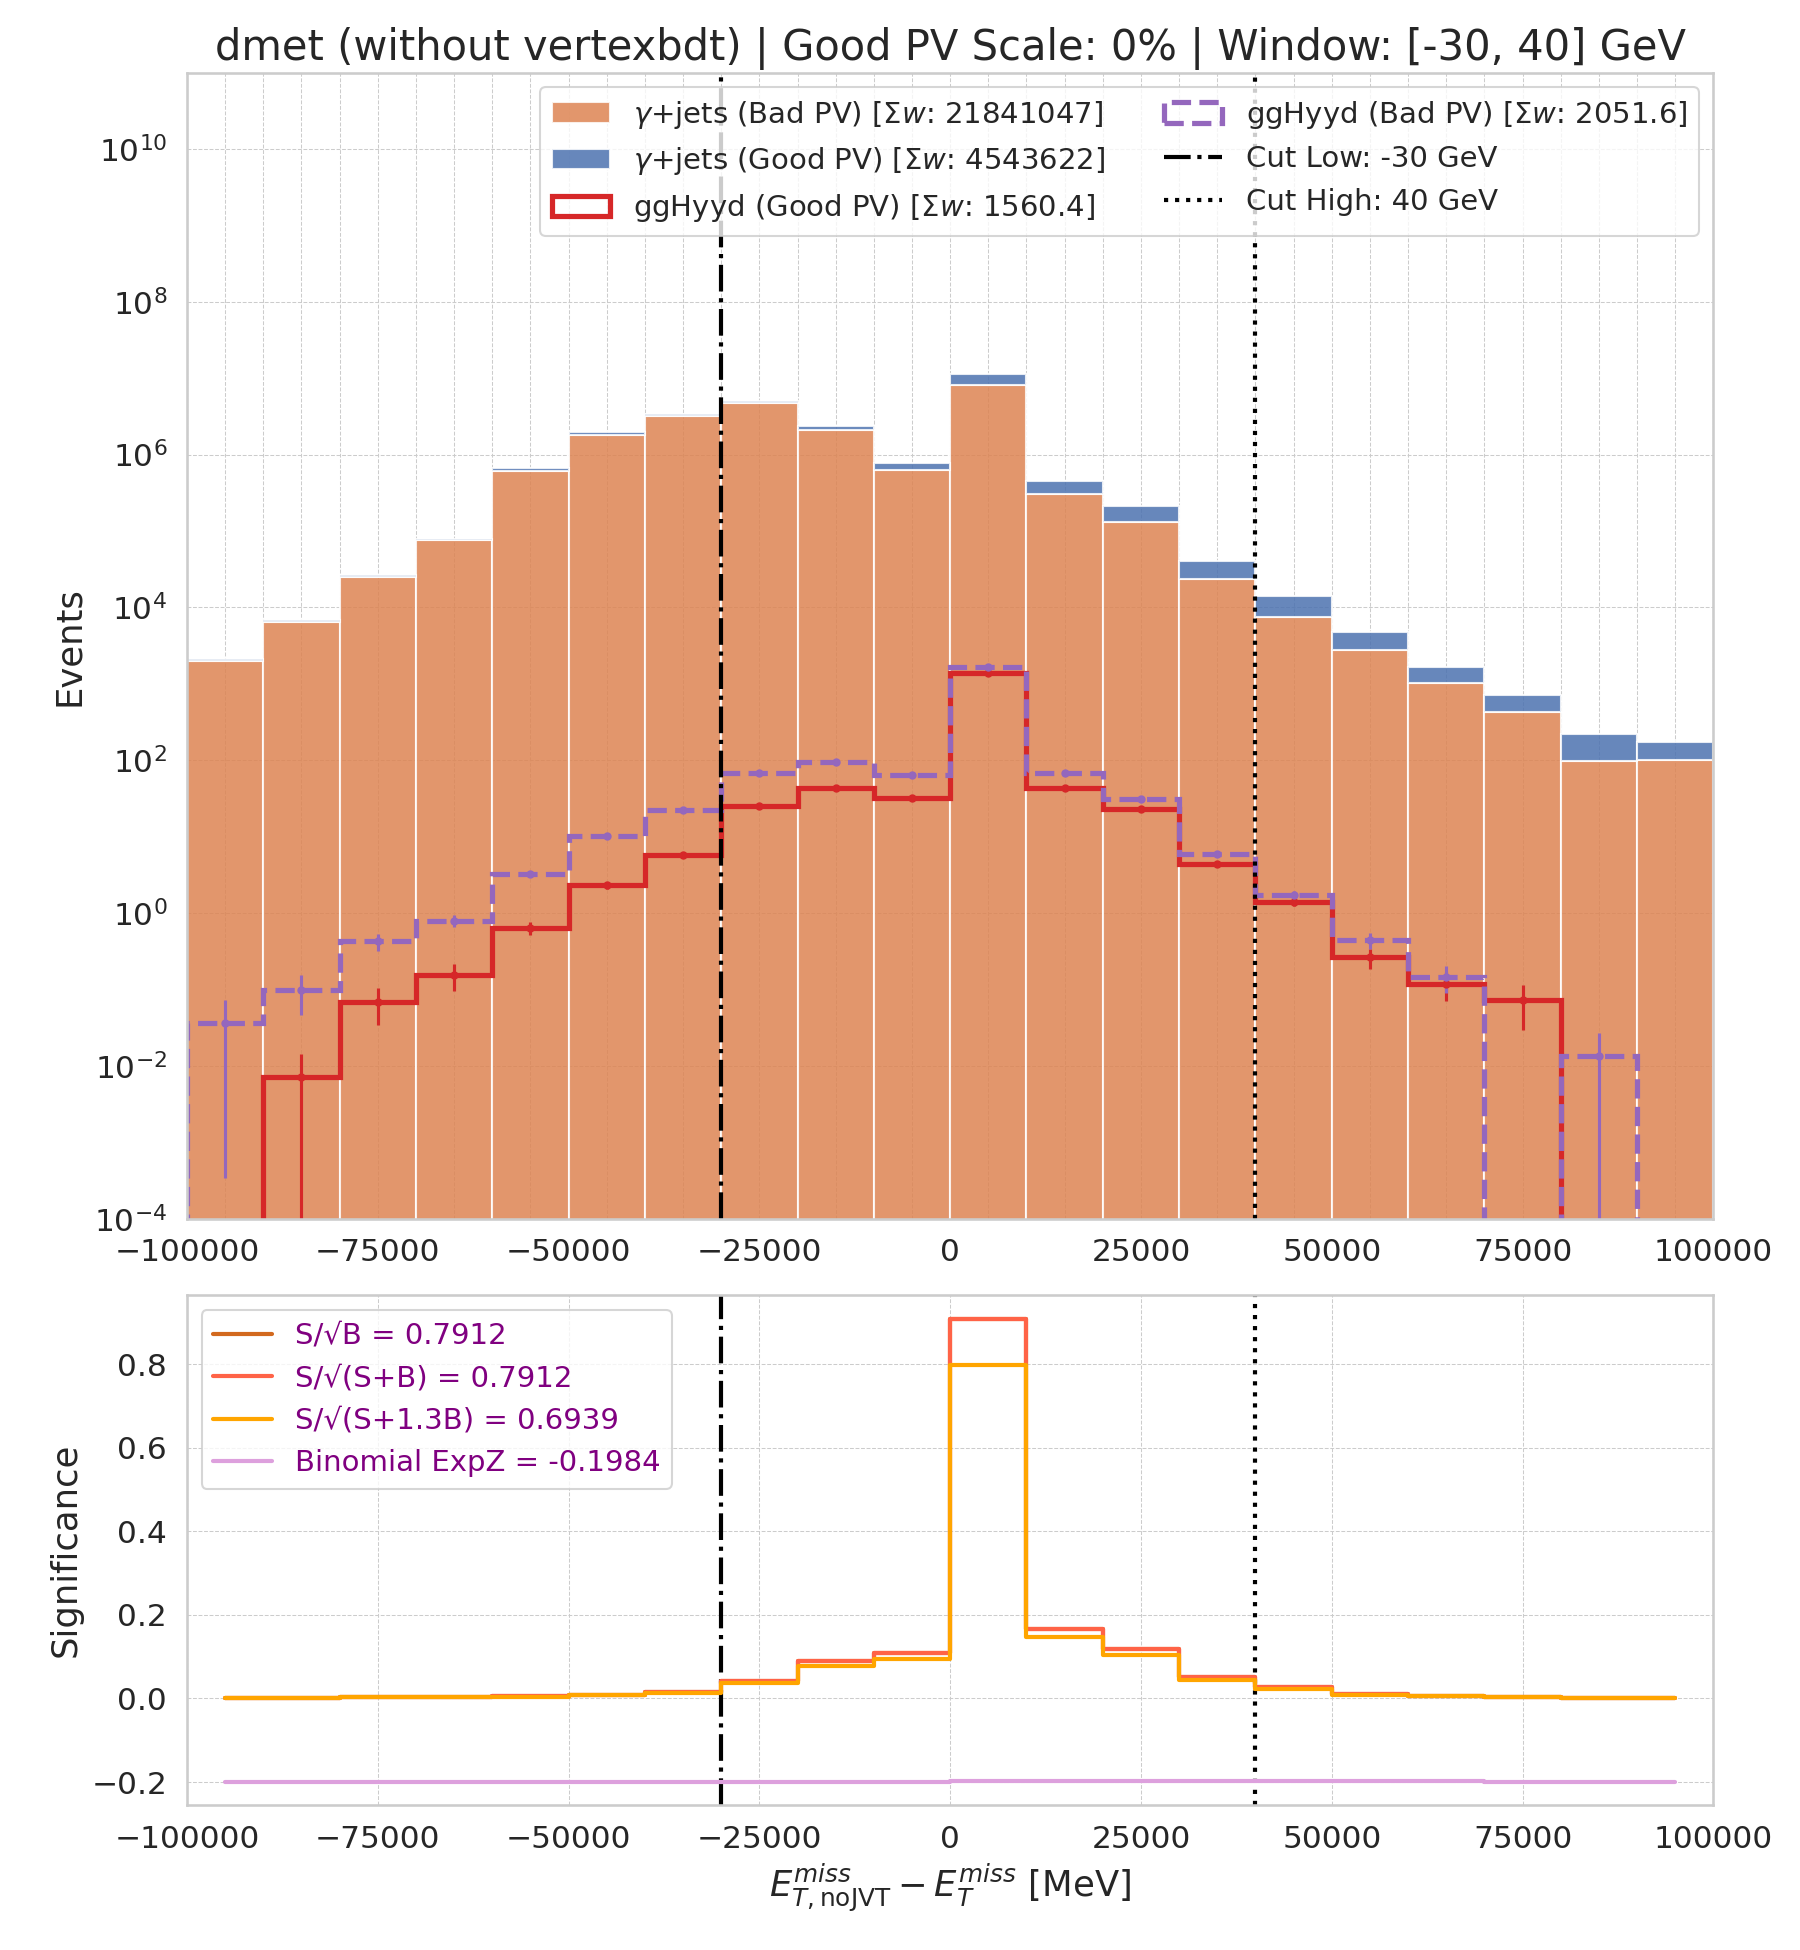 dmet (without vertexbdt) | Good PV Scale: 0% | Window: [-30, 40] GeV
γ+jets (Bad PV) [Σw: 21841047]
γ+jets (Good PV) [Σw: 4543622]
ggHyyd (Good PV) [Σw: 1560.4]
ggHyyd (Bad PV) [Σw: 2051.6]
Cut Low: -30 GeV
Cut High: 40 GeV
Events
10^10
10^8
10^6
10^4
10^2
10^0
10^−2
10^−4
−100000 −75000 −50000 −25000 0 25000 50000 75000 100000
S/√B = 0.7912
S/√(S+B) = 0.7912
S/√(S+1.3B) = 0.6939
Binomial ExpZ = -0.1984
Significance
0.8
0.6
0.4
0.2
0.0
−0.2
−100000 −75000 −50000 −25000 0 25000 50000 75000 100000
E_{T,noJVT}^{miss} − E_T^{miss} [MeV]